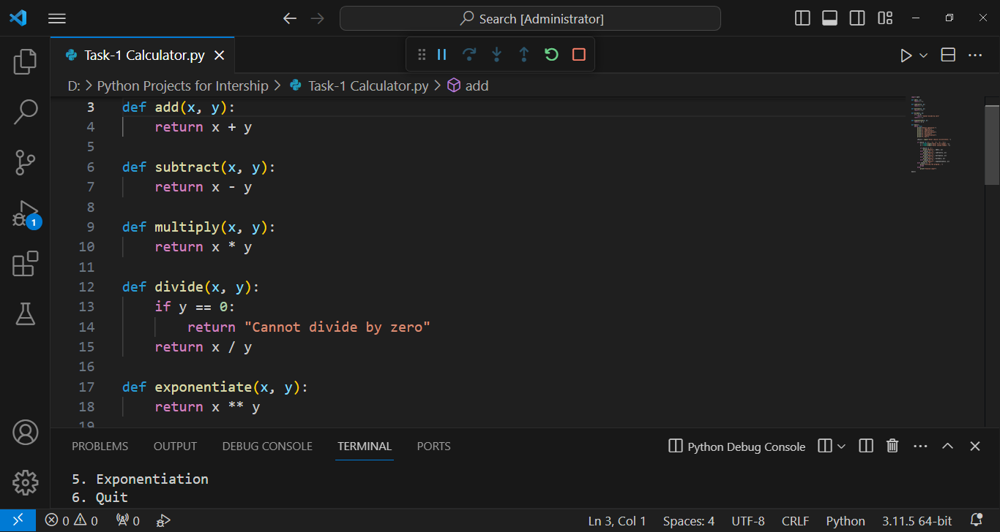 Search [Administrator]
Task-1 Calculator.py
D: > Python Projects for Intership > Task-1 Calculator.py > add
3 def add(x, y):
4     return x + y
5
6 def subtract(x, y):
7     return x - y
8
9 def multiply(x, y):
10     return x * y
11
12 def divide(x, y):
13     if y == 0:
14         return "Cannot divide by zero"
15     return x / y
16
17 def exponentiate(x, y):
18     return x ** y
19
1
PROBLEMS OUTPUT DEBUG CONSOLE TERMINAL PORTS Python Debug Console
5. Exponentiation
6. Quit
0 0 0 Ln 3, Col 1 Spaces: 4 UTF-8 CRLF Python 3.11.5 64-bit